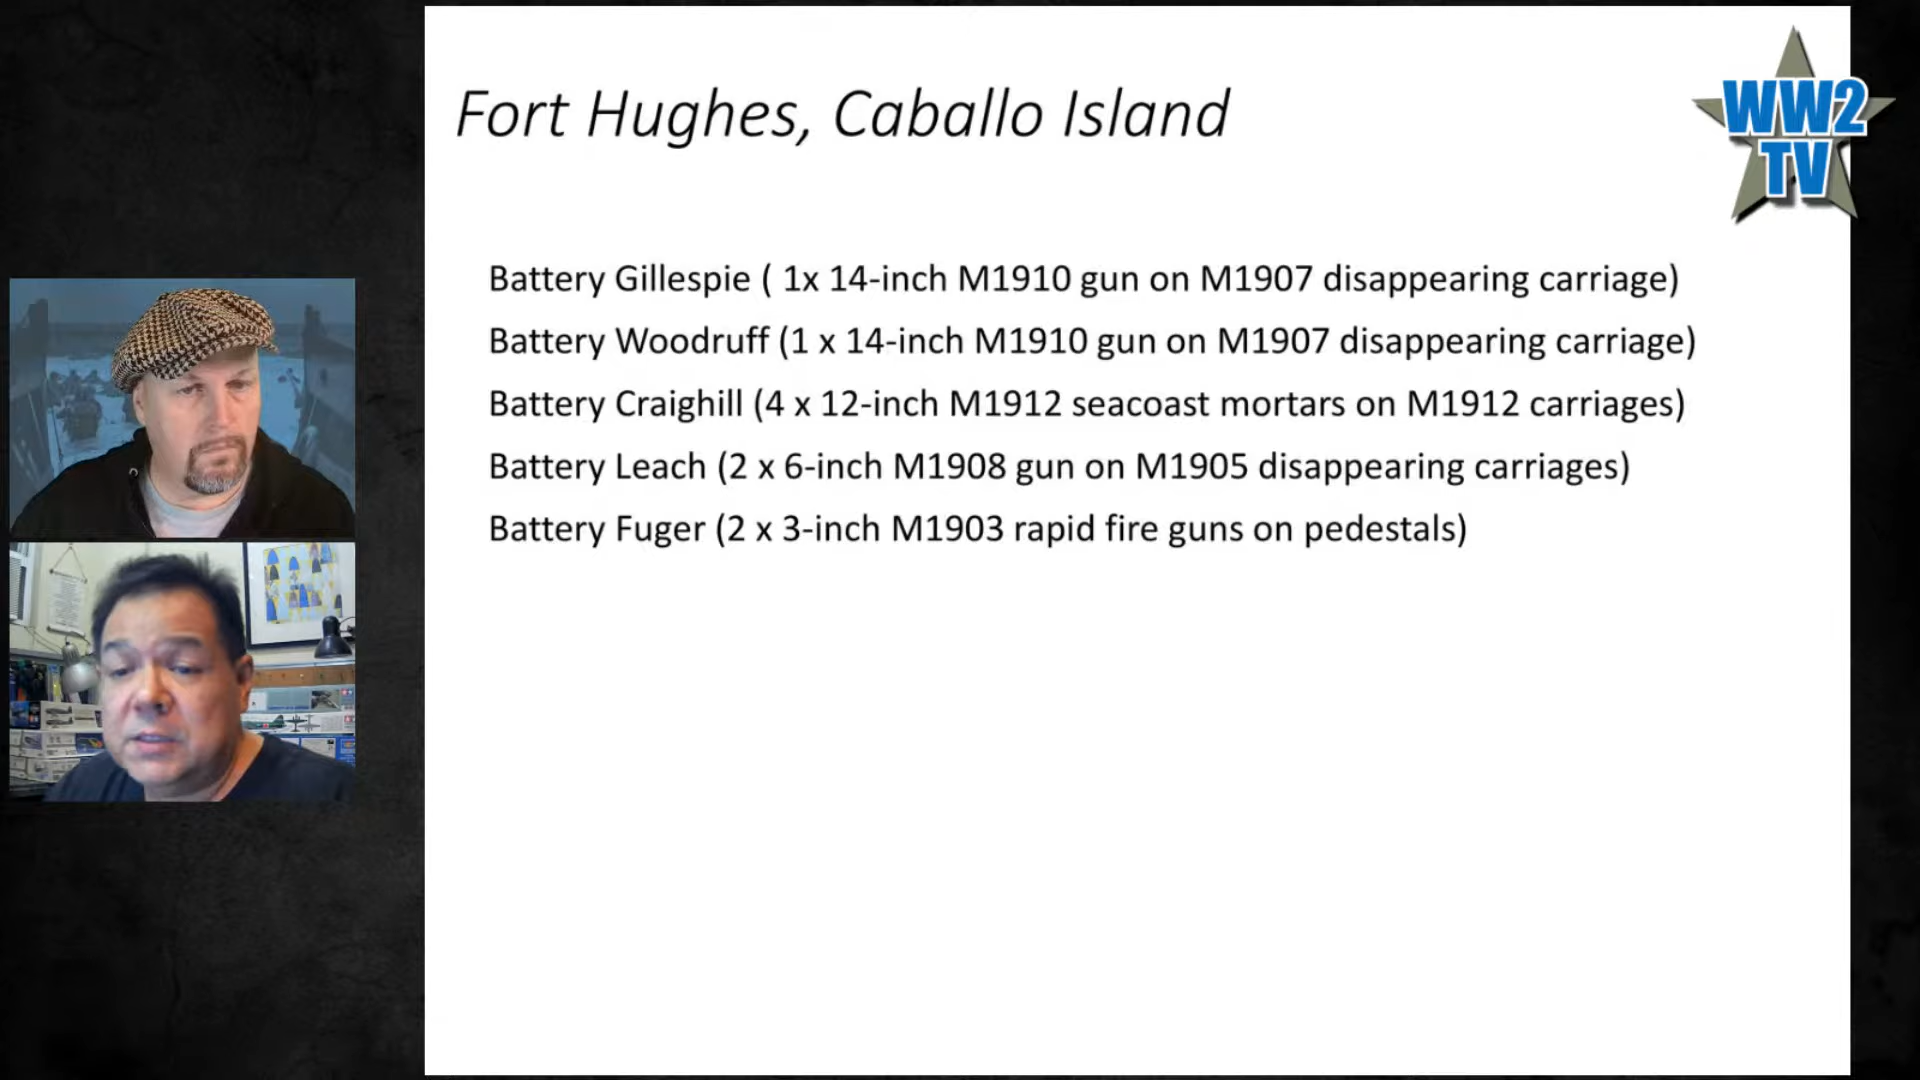 Fort Hughes, Caballo Island
WW2
TV
Battery Gillespie ( 1x 14-inch M1910 gun on M1907 disappearing carriage)
Battery Woodruff (1 x 14-inch M1910 gun on M1907 disappearing carriage)
Battery Craighill (4 x 12-inch M1912 seacoast mortars on M1912 carriages)
Battery Leach (2 x 6-inch M1908 gun on M1905 disappearing carriages)
Battery Fuger (2 x 3-inch M1903 rapid fire guns on pedestals)